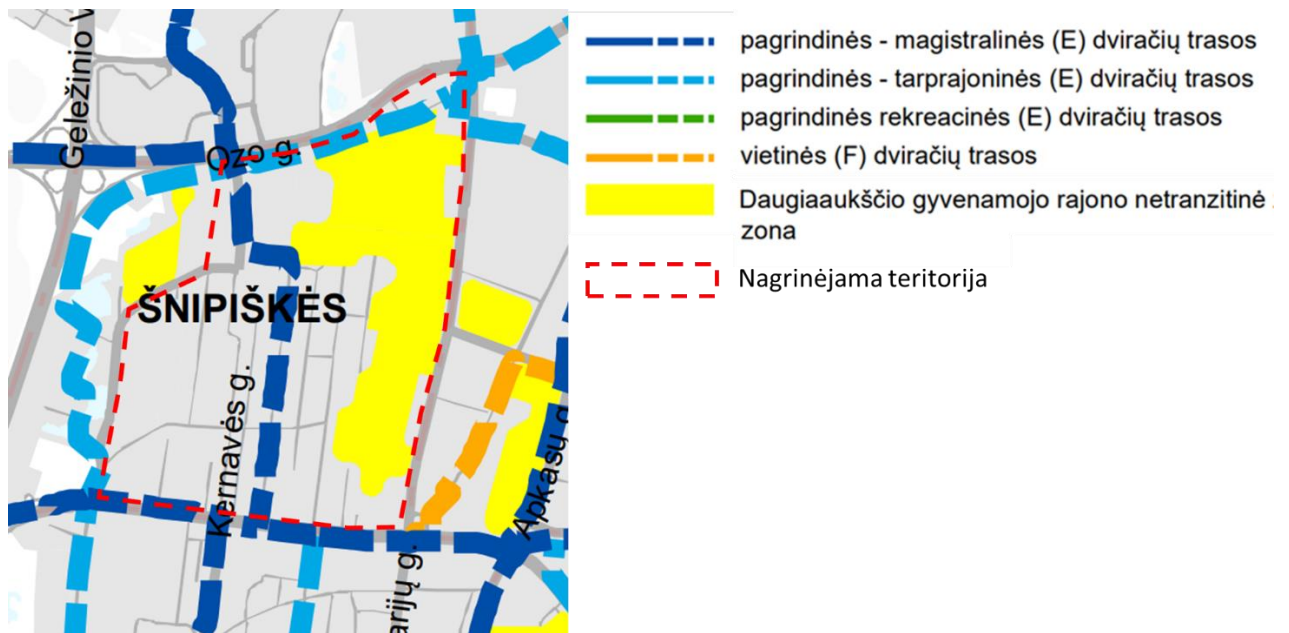 Geležinio V
Ozo g.
ŠNIPIŠKĖS
Kernavės g.
Apkasų g.
arijų g.
pagrindinės - magistralinės (E) dviračių trasos
pagrindinės - tarprajoninės (E) dviračių trasos
pagrindinės rekreacinės (E) dviračių trasos
vietinės (F) dviračių trasos
Daugiaaukščio gyvenamojo rajono netranzitinė
zona
Nagrinėjama teritorija